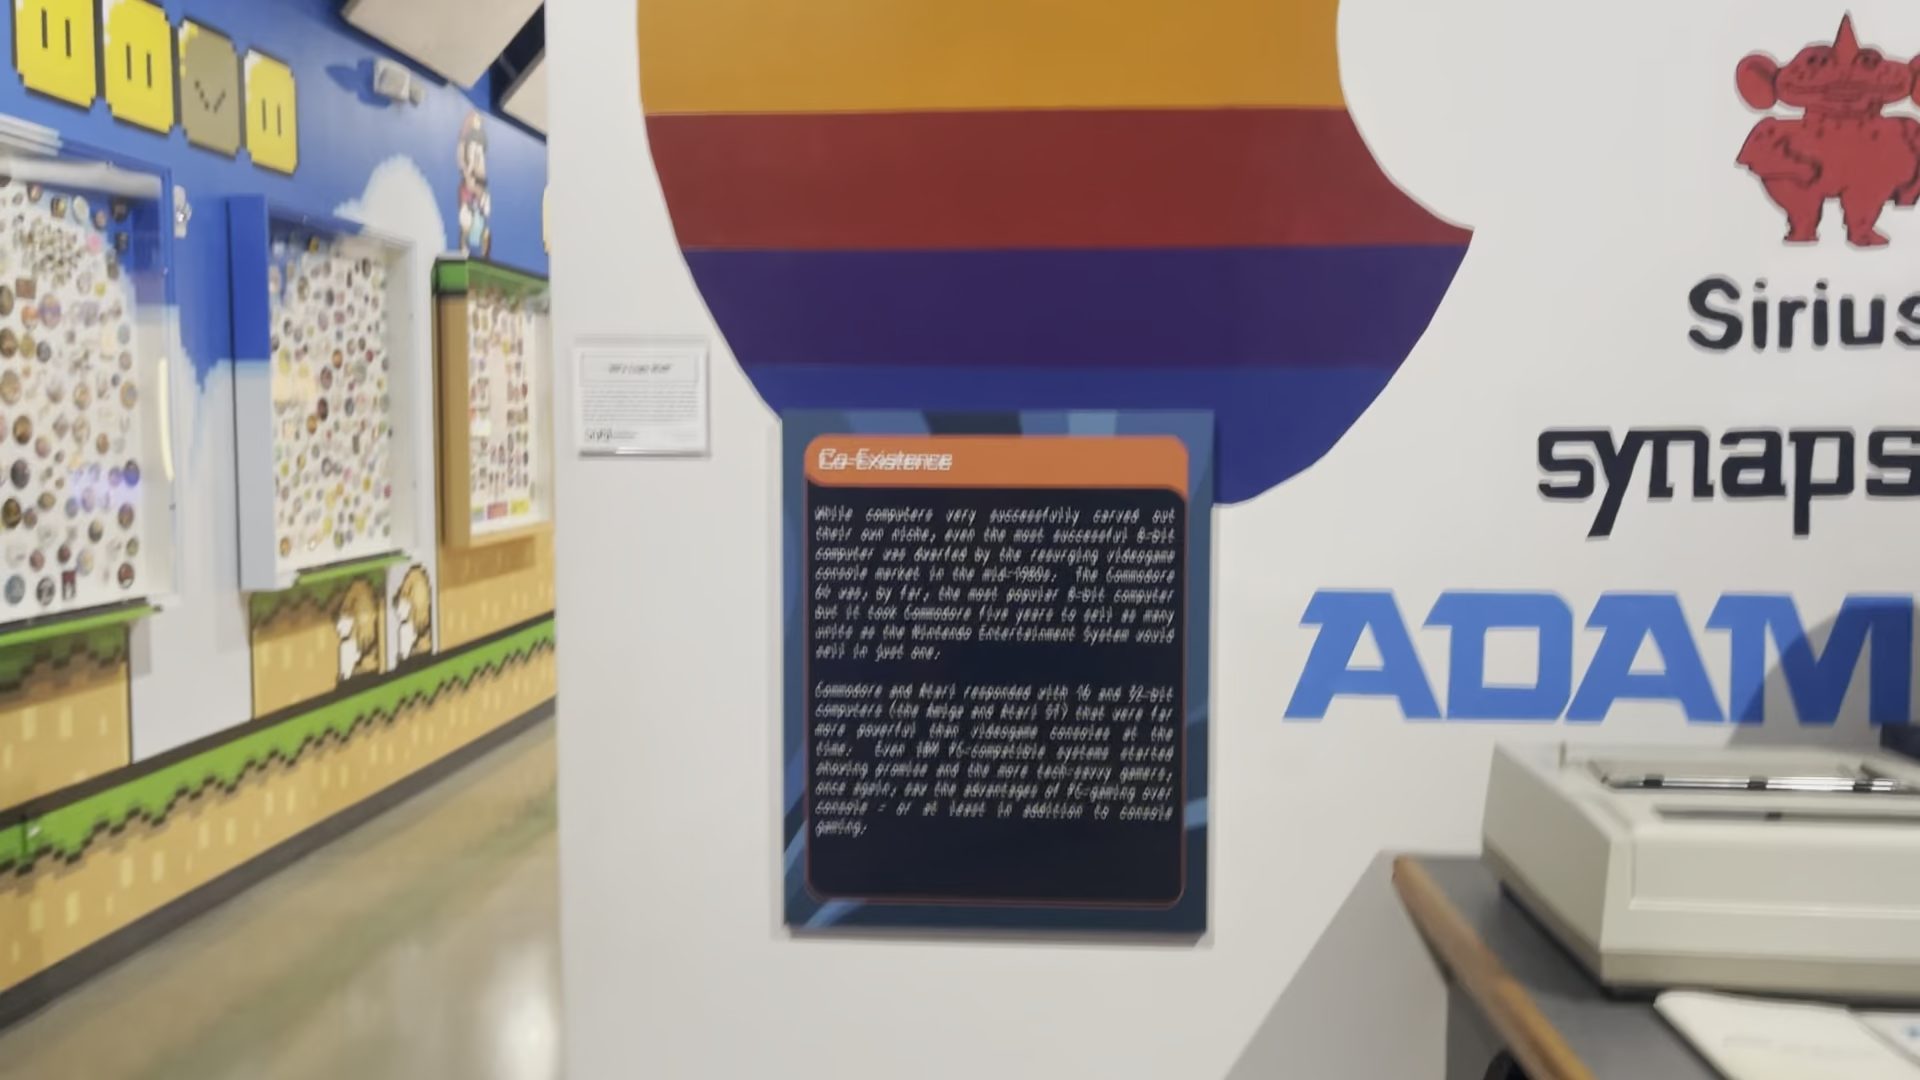 Co-Existence
While computers very successfully carved out
their own niche, even the most successful 8-bit
computer was dwarfed by the resurging videogame
console market in the mid-1980s. The Commodore
64 was, by far, the most popular 8-bit computer
but it took Commodore five years to sell as many
units as the Nintendo Entertainment System would
sell in just one.
Commodore and Atari responded with 16 and 32-bit
computers (the Amiga and Atari ST) that were far
more powerful than videogame consoles at the
time. Even IBM PC-compatible systems started
showing promise and the more tech-savvy gamers,
once again, saw the advantages of PC-gaming over
console - or at least in addition to console
gaming.
Sirius
synaps
ADAM